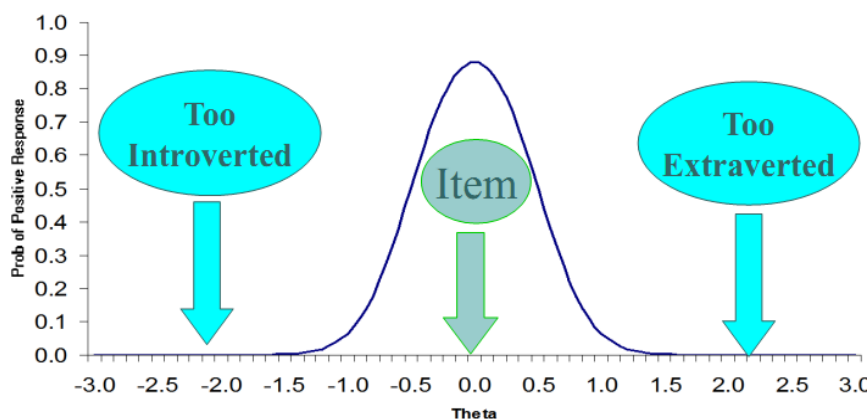 1.0
0.9
0.8
0.7
0.6
0.5
0.4
0.3
0.2
0.1
0.0
Prob of Positive Response
Too
Introverted
Item
Too
Extraverted
-3.0 -2.5 -2.0 -1.5 -1.0 -0.5 0.0 0.5 1.0 1.5 2.0 2.5 3.0
Theta